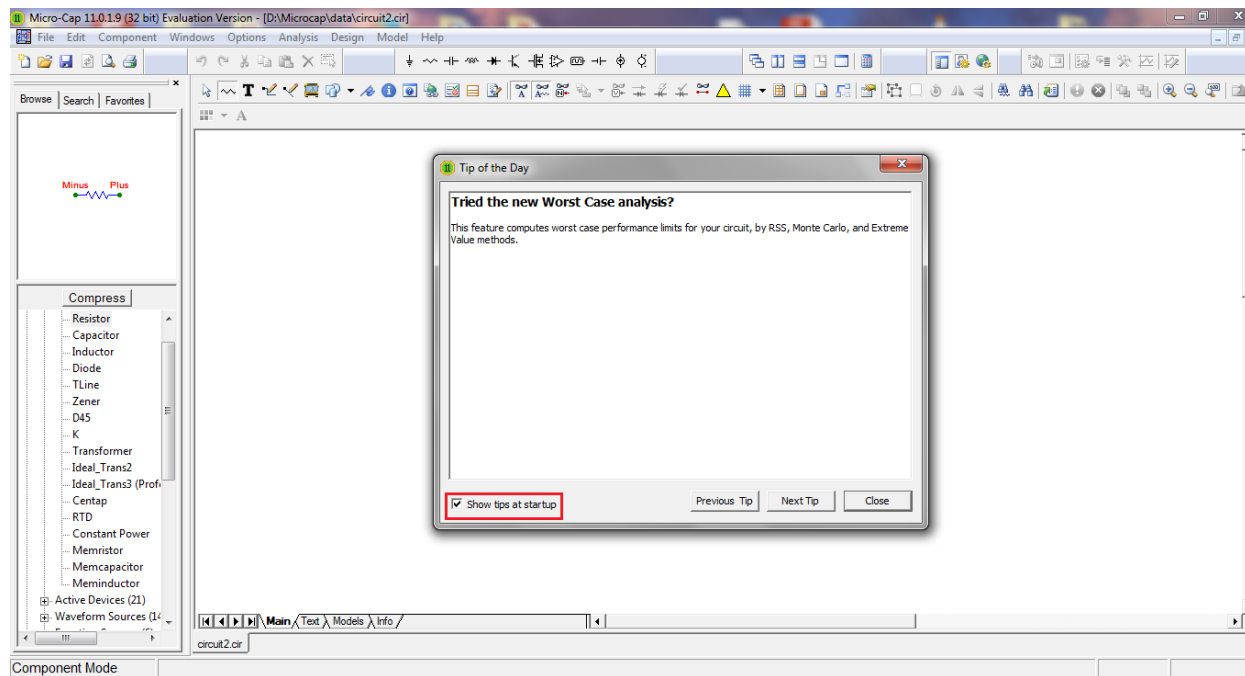 Micro-Cap 11.0.1.9 (32 bit) Evaluation Version - [D:\Microcap\data\circuit2.cir]
File Edit Component Windows Options Analysis Design Model Help
Browse Search Favorites
Minus Plus
Compress
Resistor
Capacitor
Inductor
Diode
TLine
Zener
D45
K
Transformer
Ideal_Trans2
Ideal_Trans3 (Prof
Centap
RTD
Constant Power
Memristor
Memcapacitor
Meminductor
Active Devices (21)
Waveform Sources (14
Tip of the Day
Tried the new Worst Case analysis?
This feature computes worst case performance limits for your circuit, by RSS, Monte Carlo, and Extreme
Value methods.
Show tips at startup
Previous Tip Next Tip Close
Main Text Models Info
circuit2.cir
Component Mode